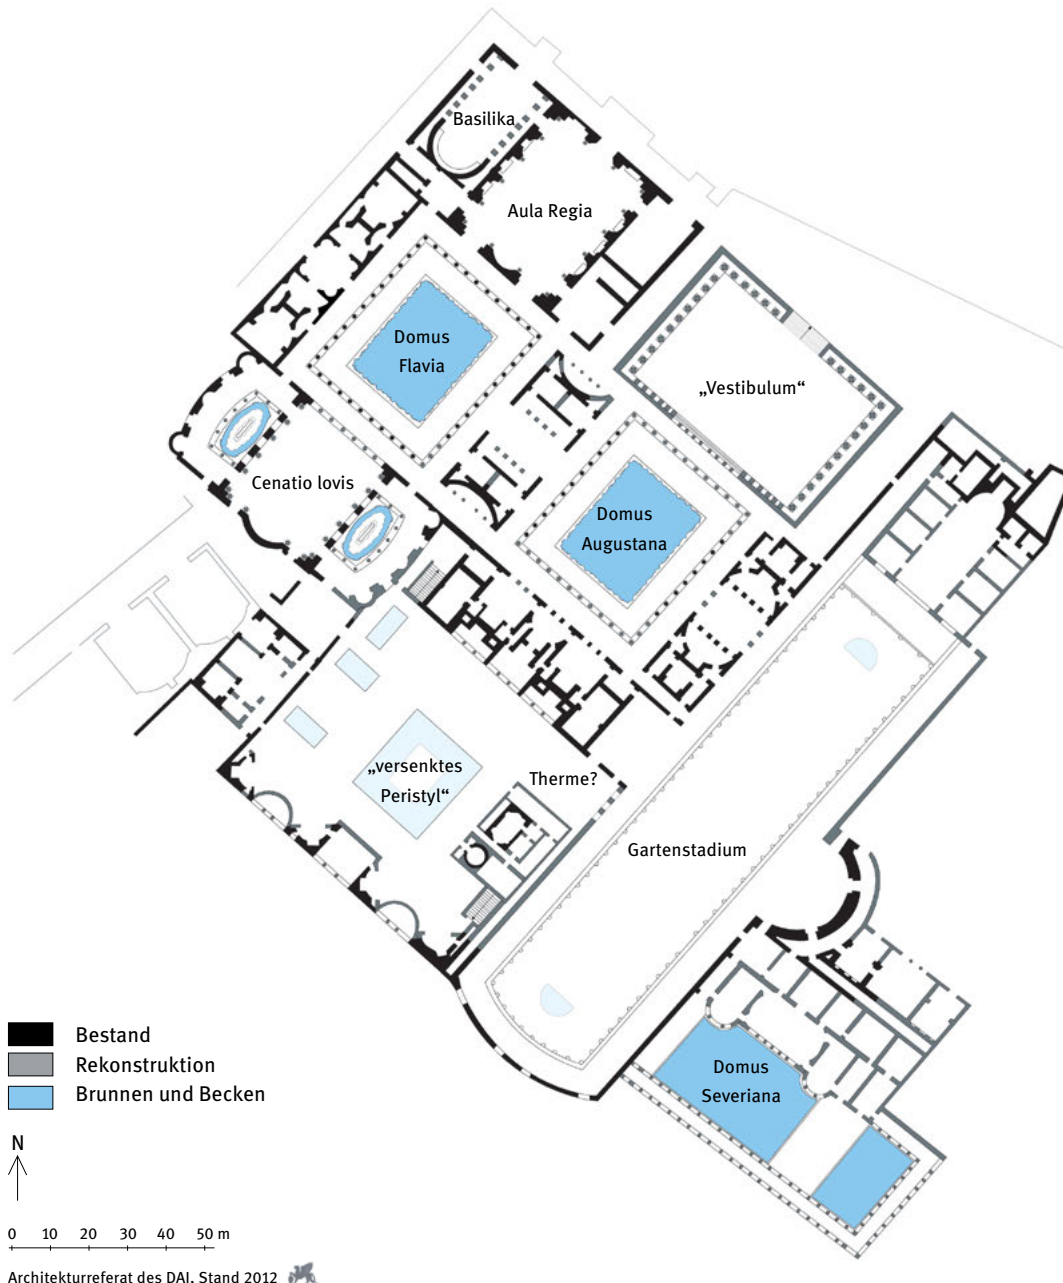 Basilika
Aula Regia
Domus
Flavia
„Vestibulum“
Cenatio Iovis
Domus
Augustana
„versenktes
Peristyl“
Therme?
Gartenstadium
Domus
Severiana
Bestand
Rekonstruktion
Brunnen und Becken
N
0 10 20 30 40 50 m
Architekturreferat des DAI, Stand 2012